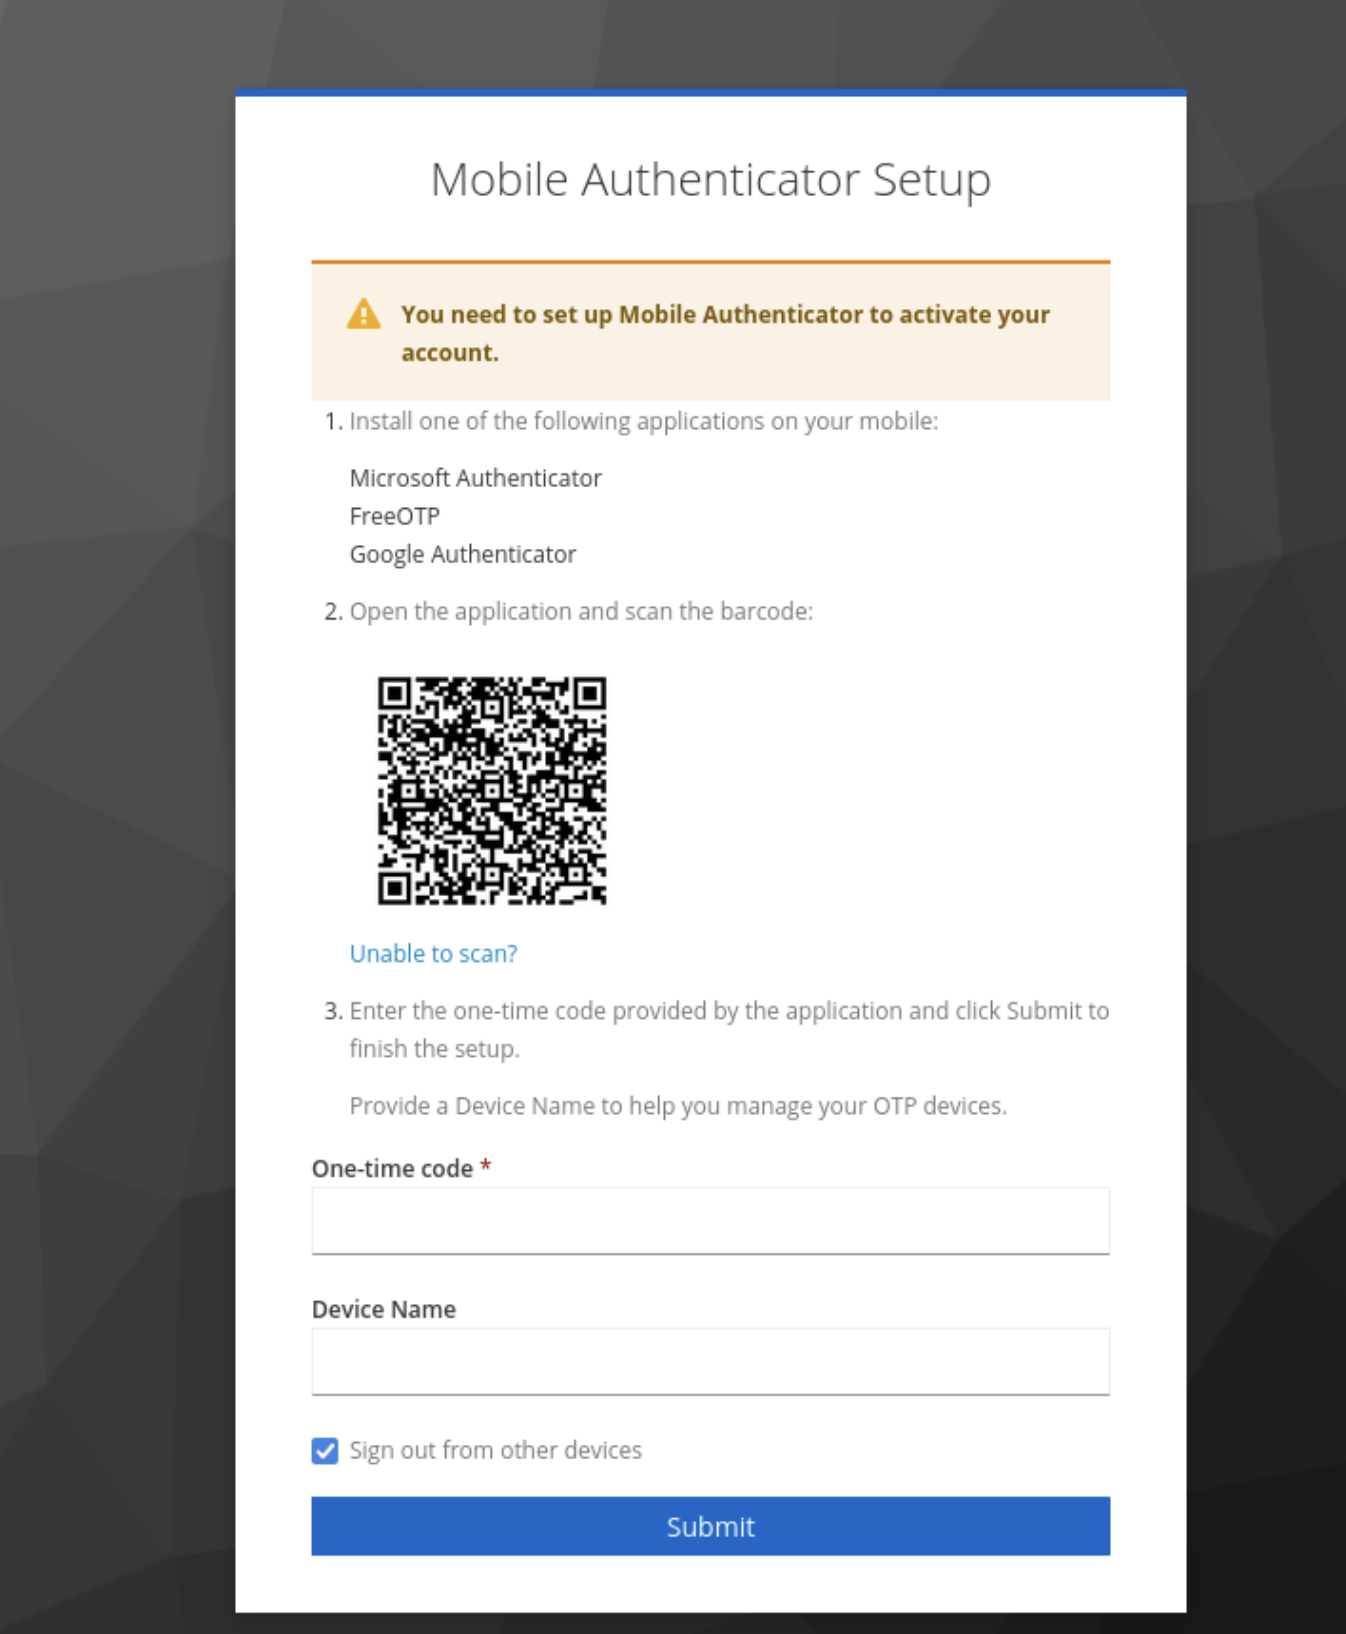 Mobile Authenticator Setup
You need to set up Mobile Authenticator to activate your
account.
1. Install one of the following applications on your mobile:
Microsoft Authenticator
FreeOTP
Google Authenticator
2. Open the application and scan the barcode:
Unable to scan?
3. Enter the one-time code provided by the application and click Submit to
finish the setup.
Provide a Device Name to help you manage your OTP devices.
One-time code *
Device Name
Sign out from other devices
Submit